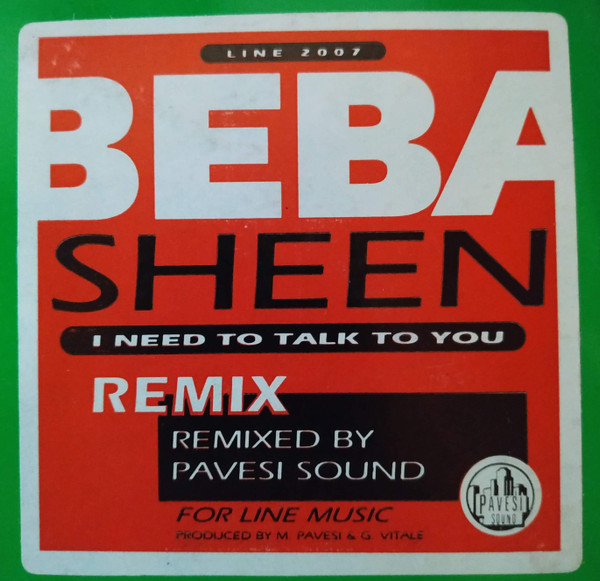 LINE 2007
BEBA
SHEEN
I NEED TO TALK TO YOU
REMIX
REMIXED BY
PAVESI SOUND
PAVESI
SOUND
FOR LINE MUSIC
PRODUCED BY M. PAVESI & G. VITALE